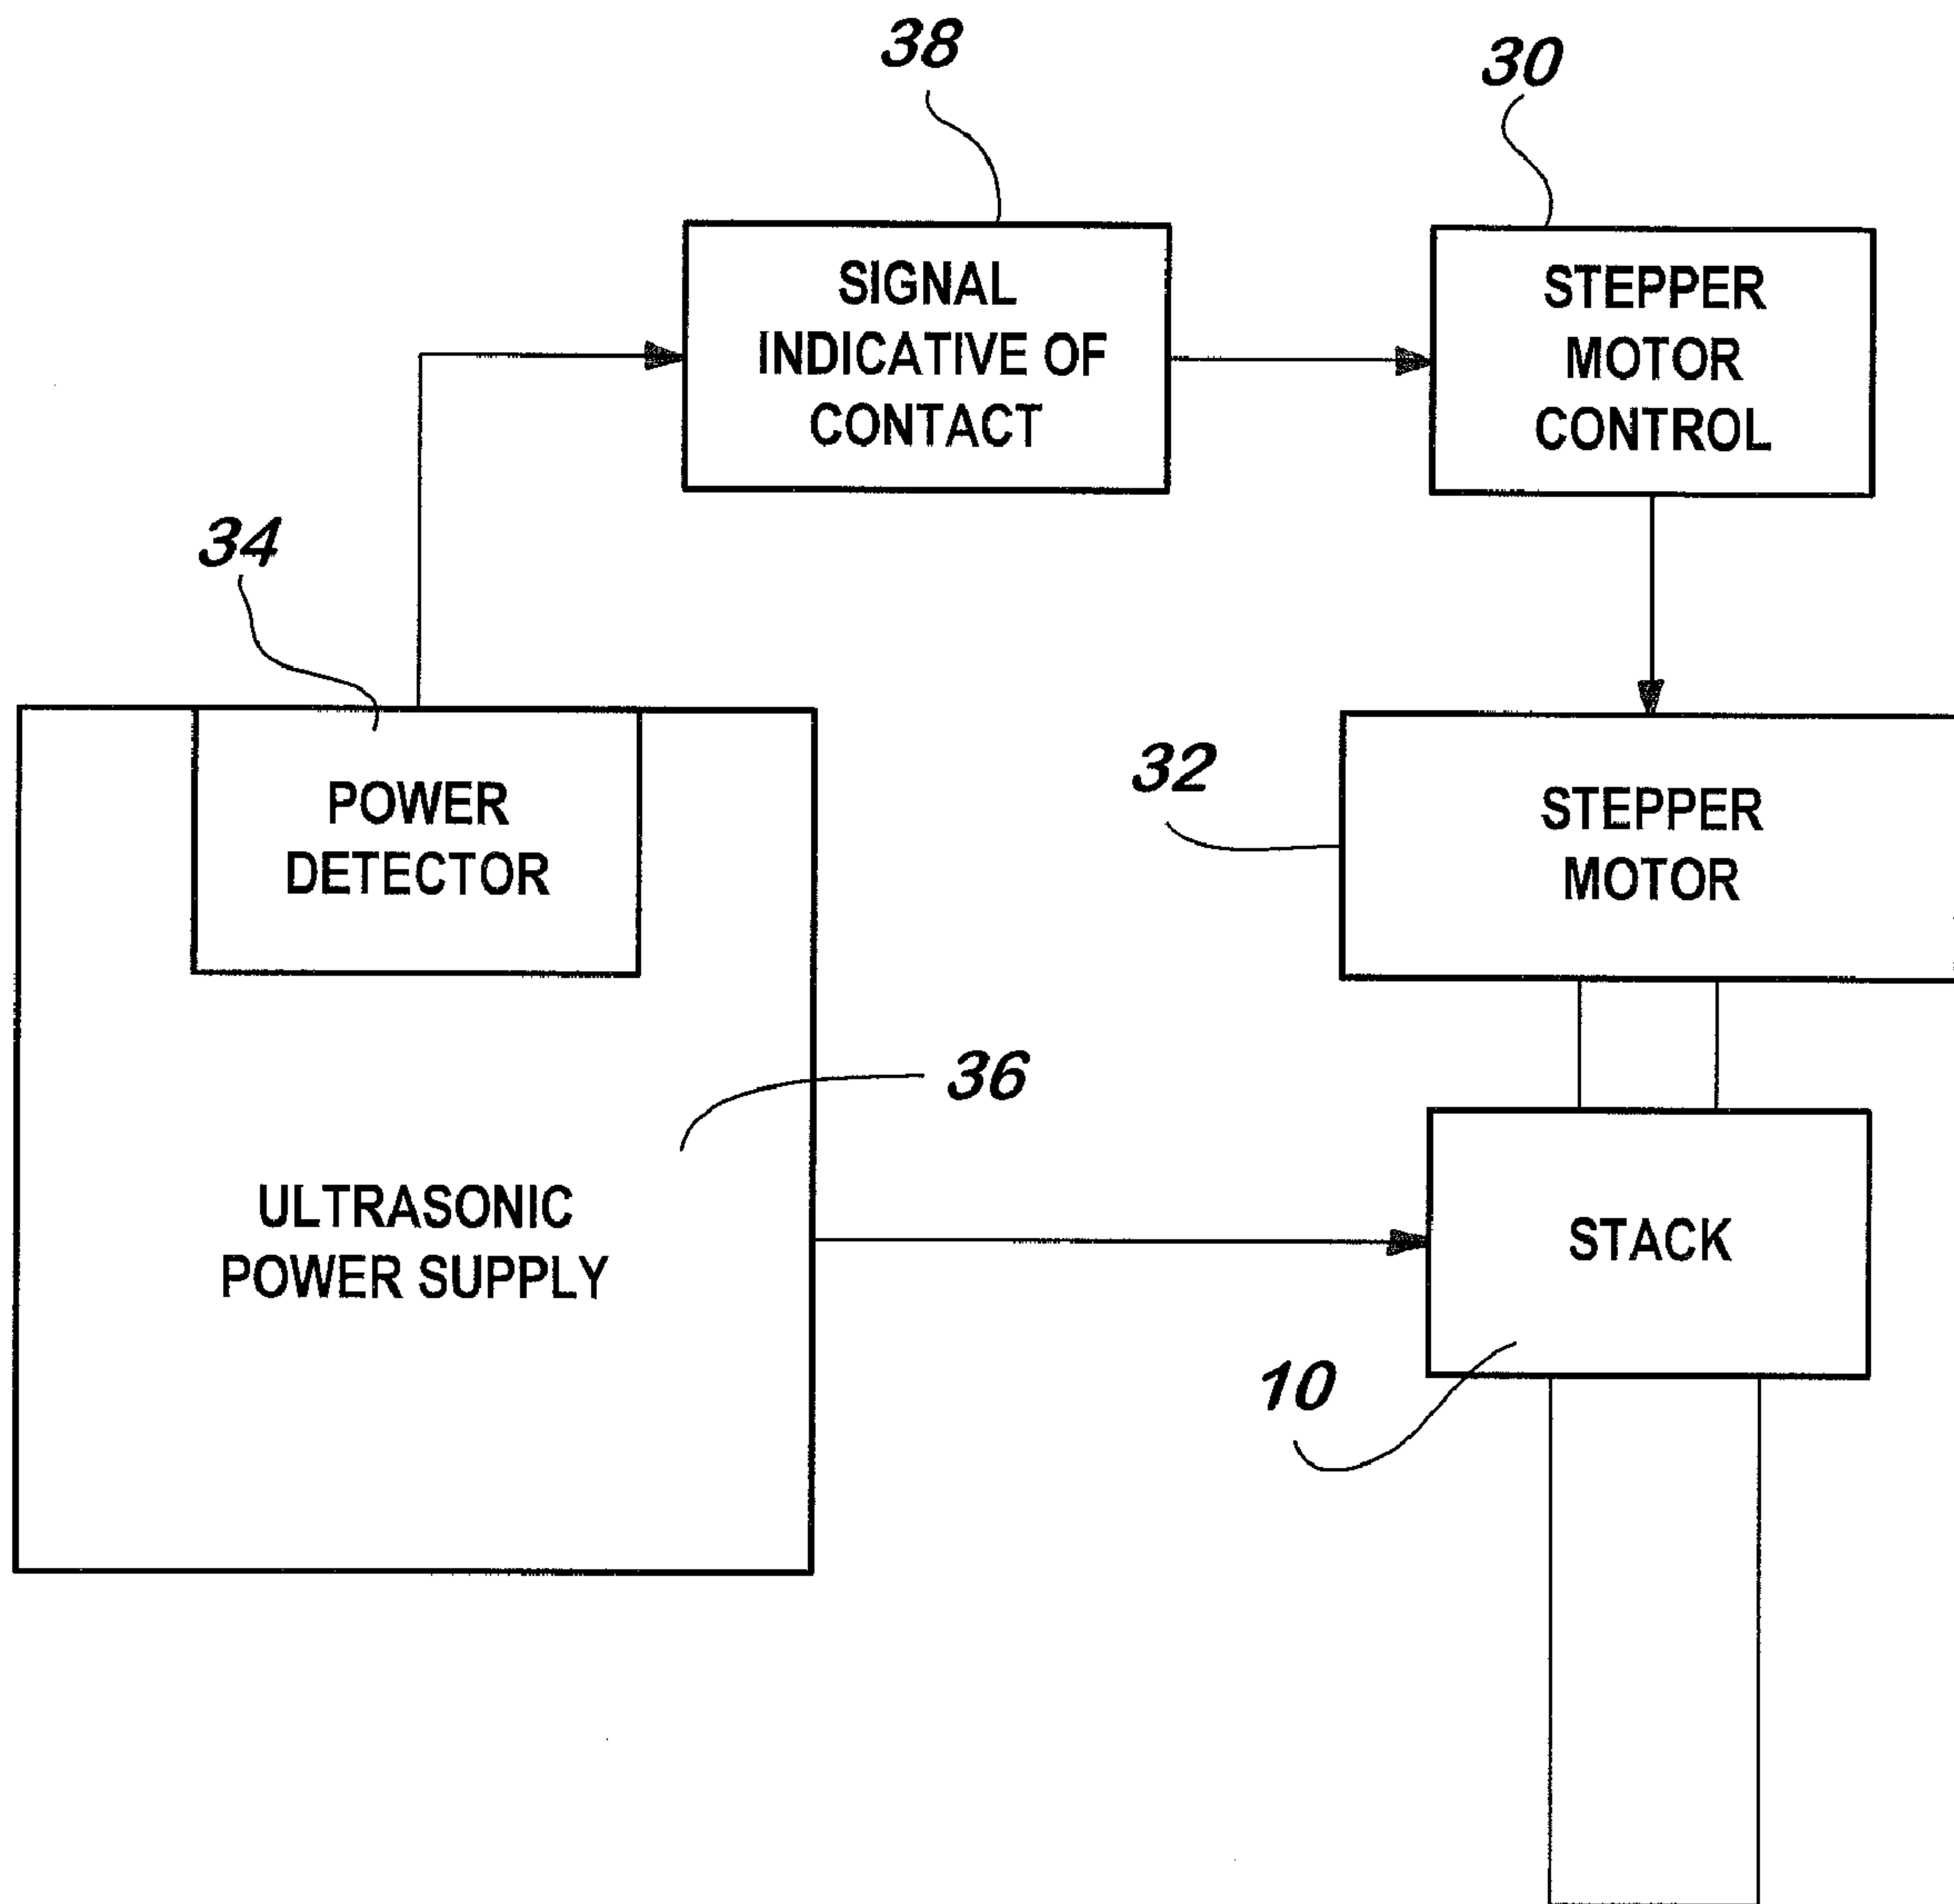 38
30
SIGNAL
INDICATIVE OF
CONTACT
STEPPER
MOTOR
CONTROL
34
POWER
DETECTOR
32
STEPPER
MOTOR
36
ULTRASONIC
POWER SUPPLY
STACK
10